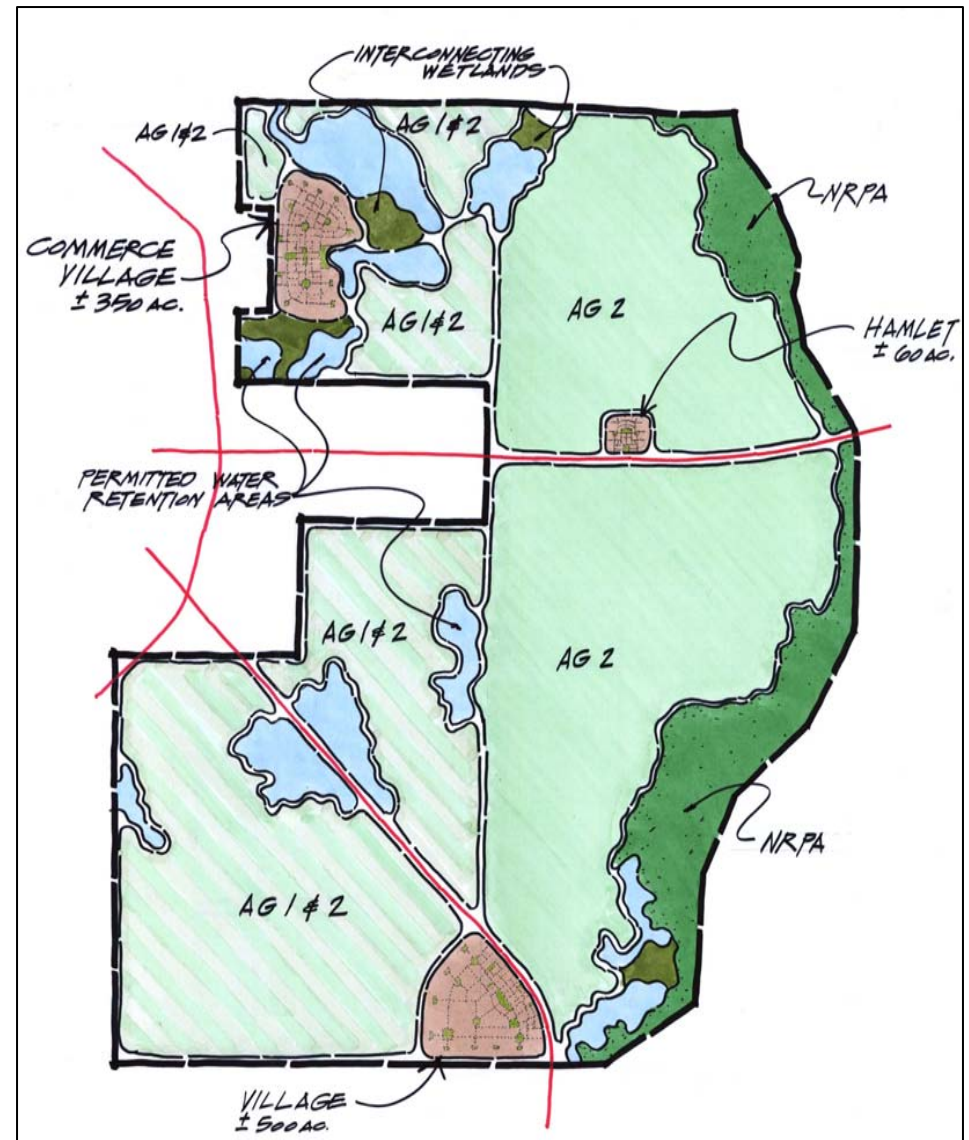 INTERCONNECTING
WETLANDS
AG 1&2
AG 1&2
NRPA
COMMERCE
VILLAGE
± 350 AC.
AG 1&2
AG 2
HAMLET
± 60 AC.
PERMITTED WATER
RETENTION AREAS
AG 1&2
AG 2
NRPA
AG 1&2
VILLAGE
± 500 AC.